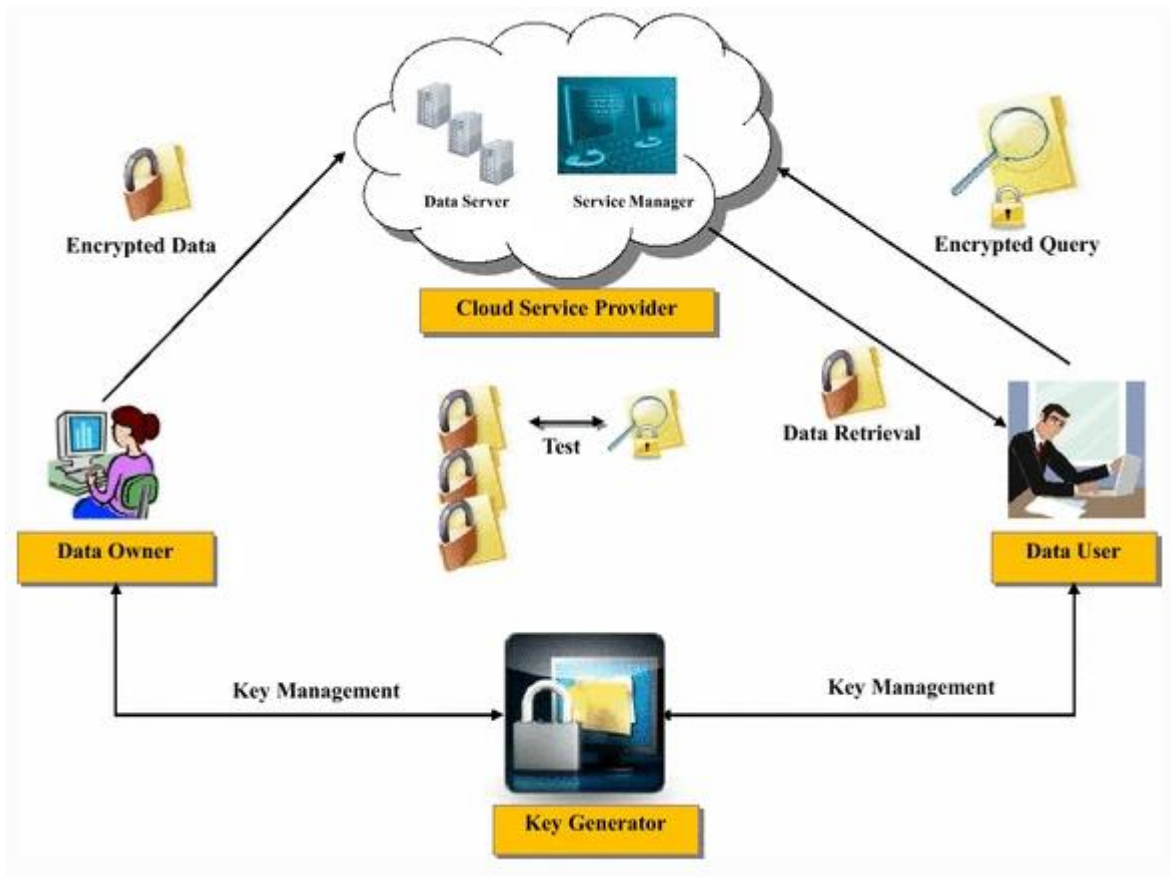 Data Server
Service Manager
Encrypted Data
Encrypted Query
Cloud Service Provider
Test
Data Retrieval
Data Owner
Data User
Key Management
Key Management
Key Generator